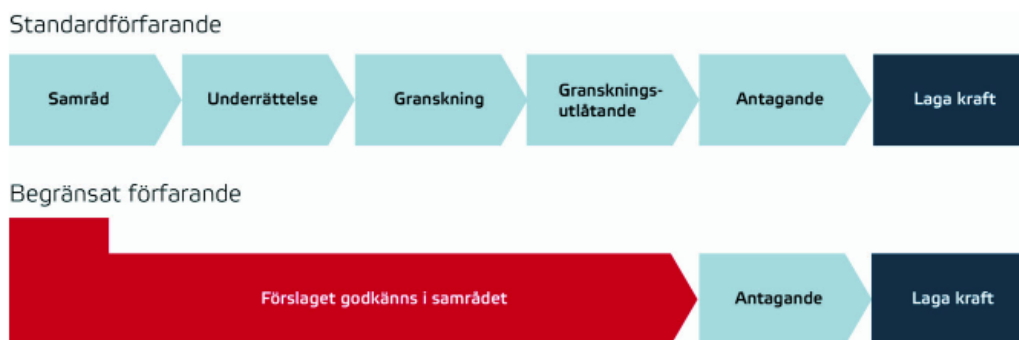 Standardförfarande
Samråd
Underrättelse
Granskning
Gransknings-
utlåtande
Antagande
Laga kraft
Begränsat förfarande
Förslaget godkänns i samrådet
Antagande
Laga kraft